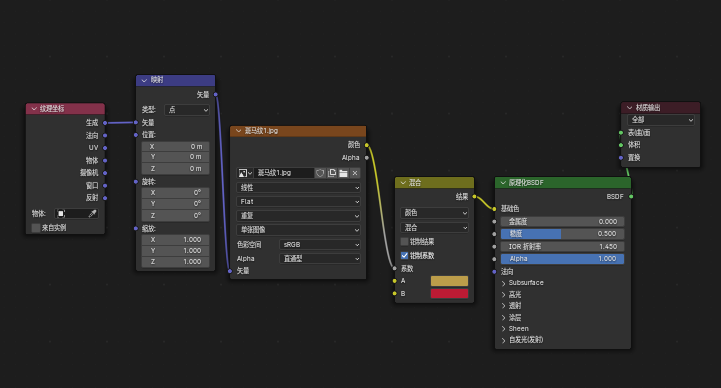 纹理坐标
生成
法向
UV
物体
摄像机
窗口
反射
物体:
来自实例
映射
矢量
类型: 点
矢量
位置:
X 0 m
Y 0 m
Z 0 m
旋转:
X 0°
Y 0°
Z 0°
缩放:
X 1.000
Y 1.000
Z 1.000
斑马纹1.jpg
颜色
Alpha
斑马纹1.jpg
线性
Flat
重复
单张图像
色彩空间 sRGB
Alpha 直通型
矢量
混合
结果
颜色
混合
钳制结果
钳制系数
系数
A
B
原理化BSDF
BSDF
基础色
金属度 0.000
糙度 0.500
IOR 折射率 1.450
Alpha 1.000
法向
Subsurface
高光
透射
涂层
Sheen
自发光(发射)
材质输出
全部
表(曲)面
体积
置换